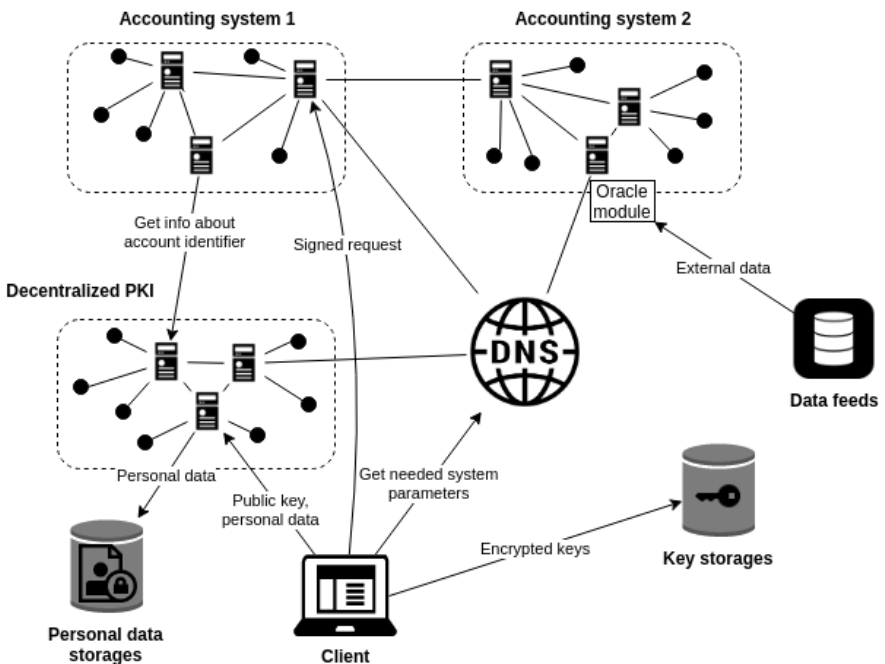 Accounting system 1
Accounting system 2
Oracle
module
Get info about
account identifier
Signed request
External data
Decentralized PKI
DNS
Data feeds
Personal data
Public key,
personal data
Get needed system
parameters
Encrypted keys
Key storages
Personal data
storages
Client